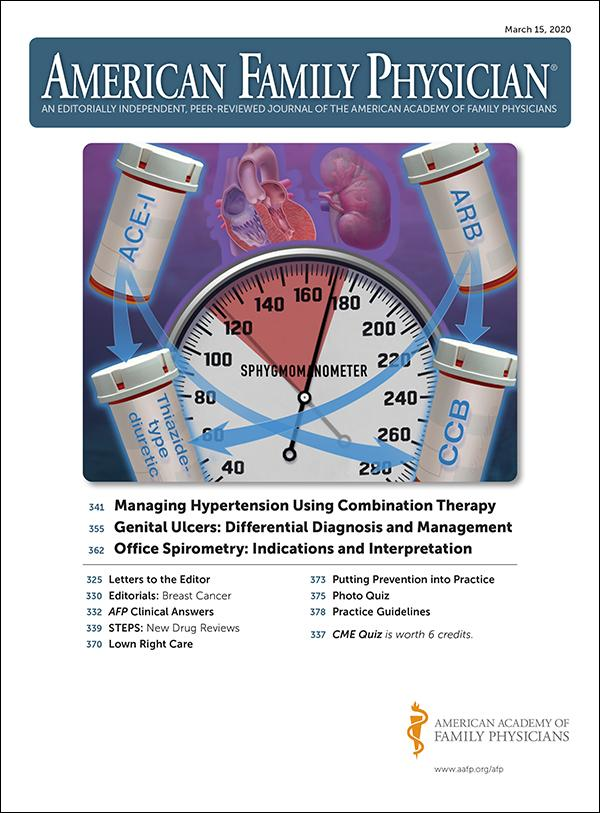 March 15, 2020
AMERICAN FAMILY PHYSICIAN®
AN EDITORIALLY INDEPENDENT, PEER-REVIEWED JOURNAL OF THE AMERICAN ACADEMY OF FAMILY PHYSICIANS
ACE-I
ARB
40
60
80
100
120
140
160
180
200
220
240
260
280
SPHYGMOMANOMETER
Thiazide-
type
diuretic
CCB
341 Managing Hypertension Using Combination Therapy
355 Genital Ulcers: Differential Diagnosis and Management
362 Office Spirometry: Indications and Interpretation
325 Letters to the Editor
330 Editorials: Breast Cancer
332 AFP Clinical Answers
339 STEPS: New Drug Reviews
370 Lown Right Care
373 Putting Prevention into Practice
375 Photo Quiz
378 Practice Guidelines
337 CME Quiz is worth 6 credits.
AMERICAN ACADEMY OF
FAMILY PHYSICIANS
www.aafp.org/afp